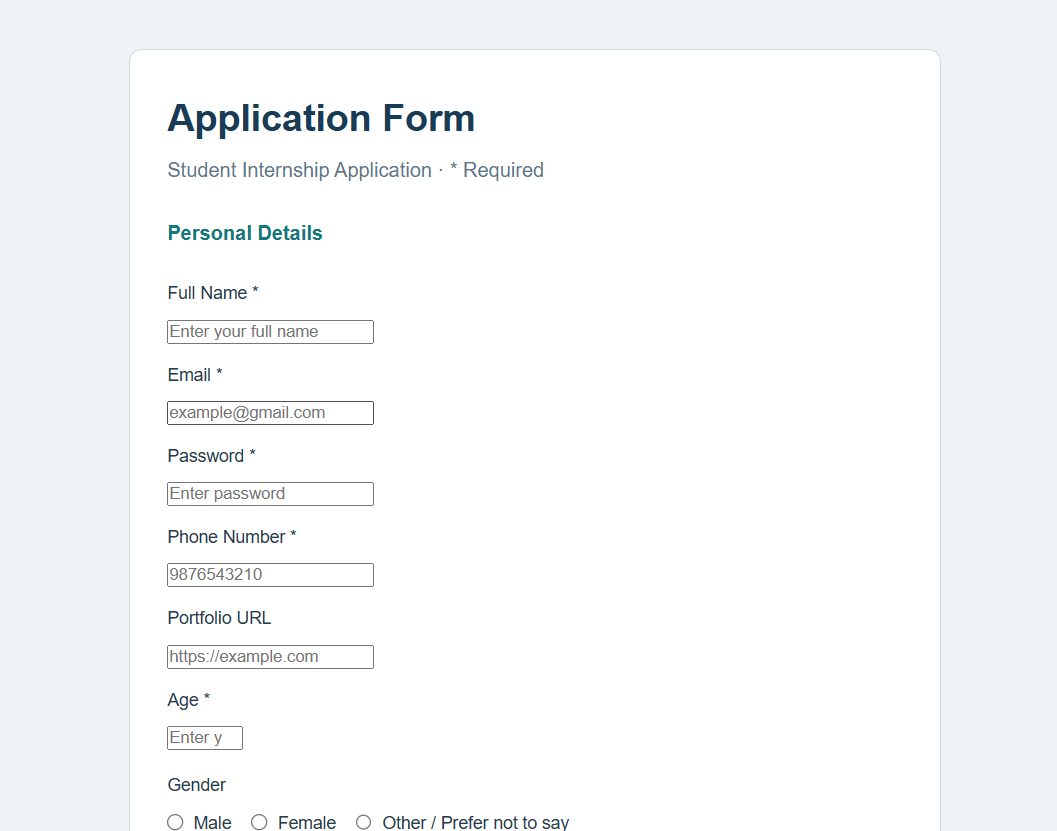 Application Form
Student Internship Application · * Required
Personal Details
Full Name *
Enter your full name
Email *
example@gmail.com
Password *
Enter password
Phone Number *
9876543210
Portfolio URL
https://example.com
Age *
Enter y
Gender
Male Female Other / Prefer not to say